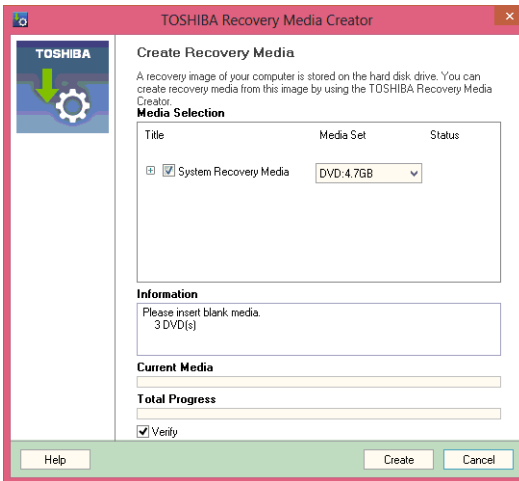 TOSHIBA Recovery Media Creator
TOSHIBA
Create Recovery Media
A recovery image of your computer is stored on the hard disk drive. You can
create recovery media from this image by using the TOSHIBA Recovery Media
Creator.
Media Selection
Title Media Set Status
System Recovery Media DVD:4.7GB
Information
Please insert blank media.
3 DVD(s)
Current Media
Total Progress
Verify
Help Create Cancel